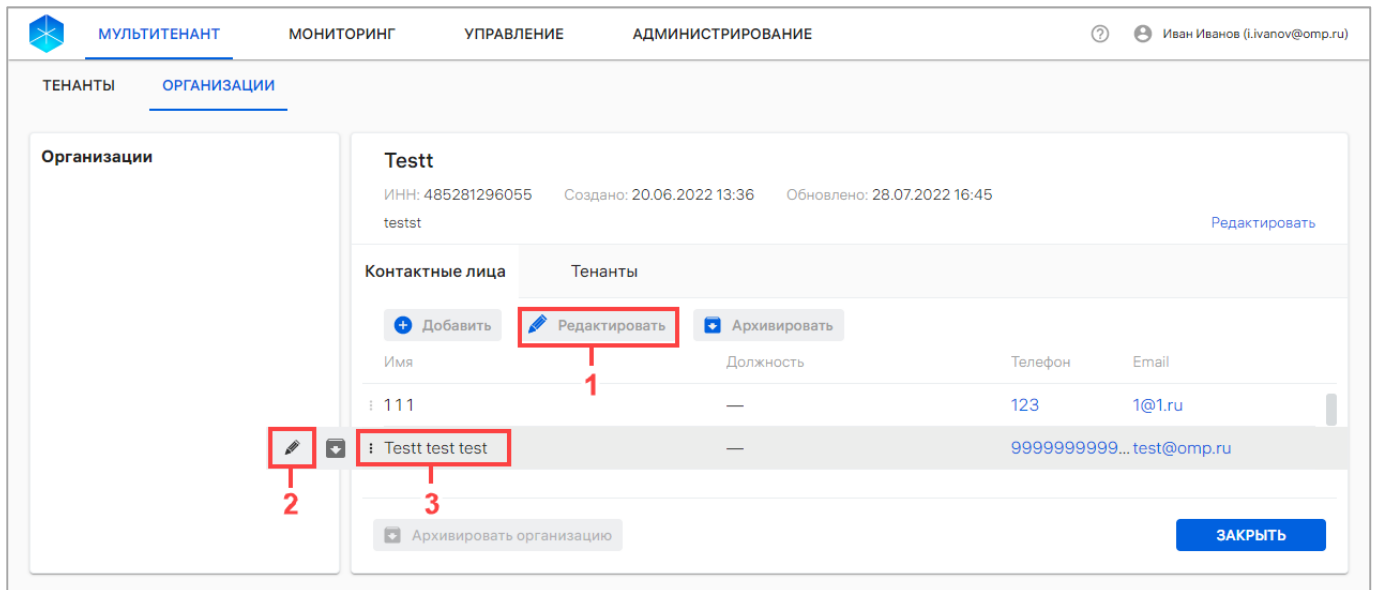 МУЛЬТИТЕНАНТ МОНИТОРИНГ УПРАВЛЕНИЕ АДМИНИСТРИРОВАНИЕ ? Иван Иванов (i.ivanov@omp.ru)
ТЕНАНТЫ ОРГАНИЗАЦИИ
Организации
Testt
ИНН: 485281296055 Создано: 20.06.2022 13:36 Обновлено: 28.07.2022 16:45
testst Редактировать
Контактные лица Тенанты
Добавить Редактировать Архивировать
Имя Должность Телефон Email
1
111 — 123 1@1.ru
Testt test test — 9999999999... test@omp.ru
2 3
Архивировать организацию ЗАКРЫТЬ